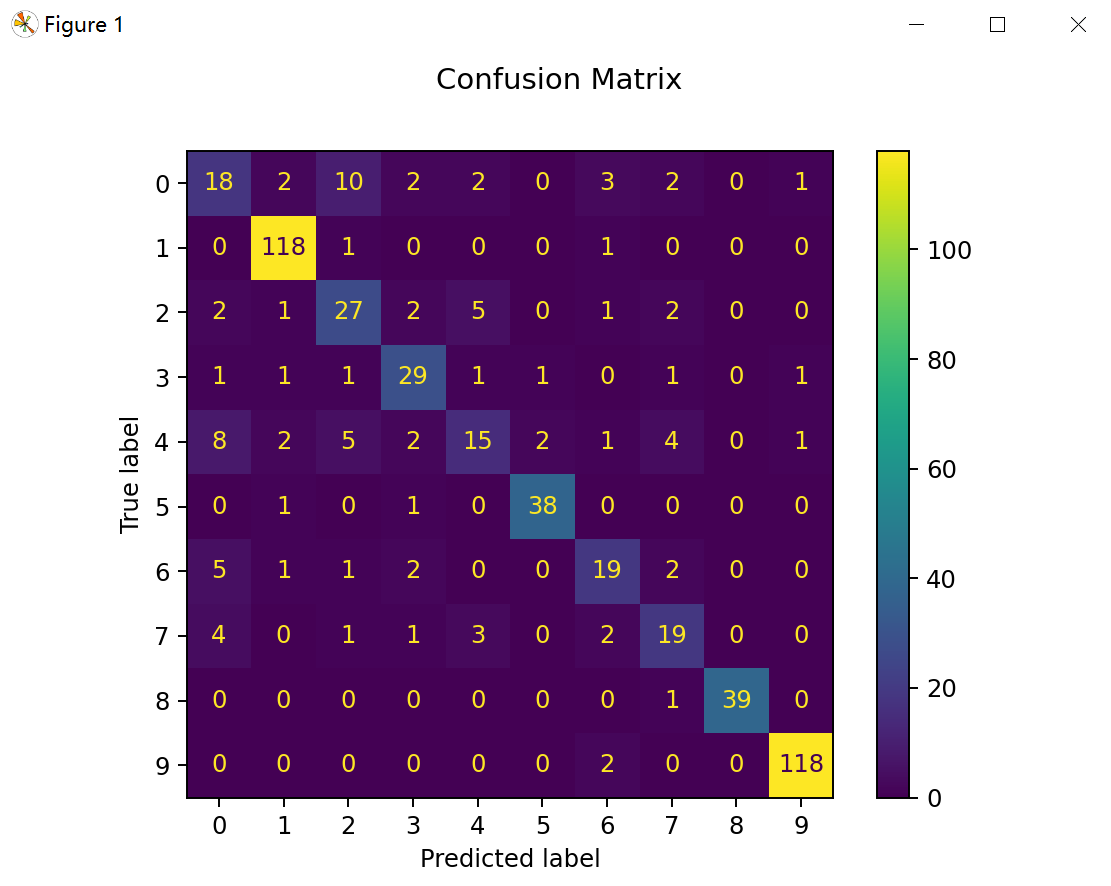 Figure 1
Confusion Matrix
0 18 2 10 2 2 0 3 2 0 1
1 0 118 1 0 0 0 1 0 0 0
2 2 1 27 2 5 0 1 2 0 0
3 1 1 1 29 1 1 0 1 0 1
4 8 2 5 2 15 2 1 4 0 1
5 0 1 0 1 0 38 0 0 0 0
6 5 1 1 2 0 0 19 2 0 0
7 4 0 1 1 3 0 2 19 0 0
8 0 0 0 0 0 0 0 1 39 0
9 0 0 0 0 0 0 2 0 0 118
0 1 2 3 4 5 6 7 8 9
Predicted label
True label
100
80
60
40
20
0